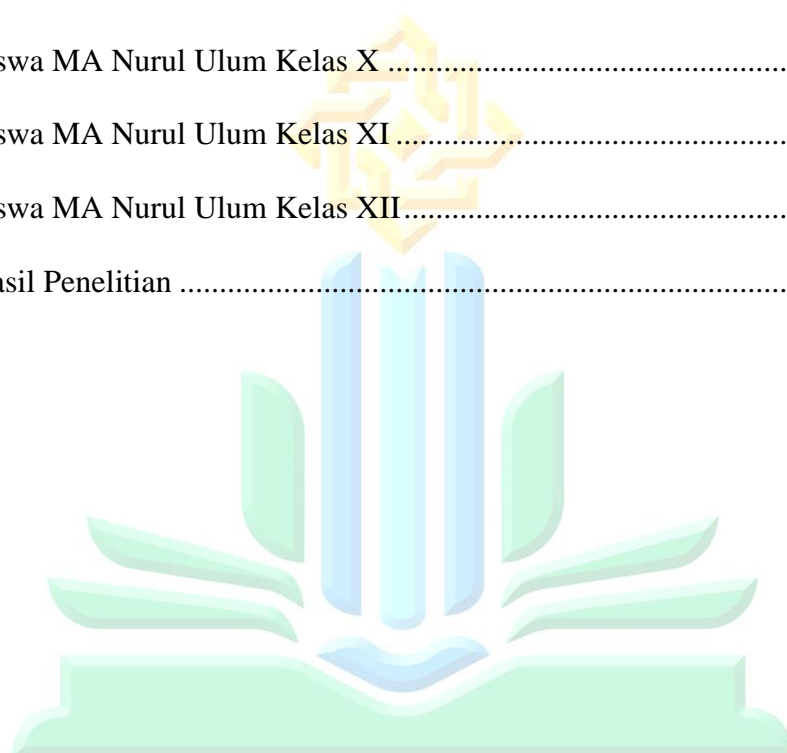 swa MA Nurul Ulum Kelas X ...................................................
swa MA Nurul Ulum Kelas XI ..................................................
swa MA Nurul Ulum Kelas XII.................................................
asil Penelitian .............................................................................